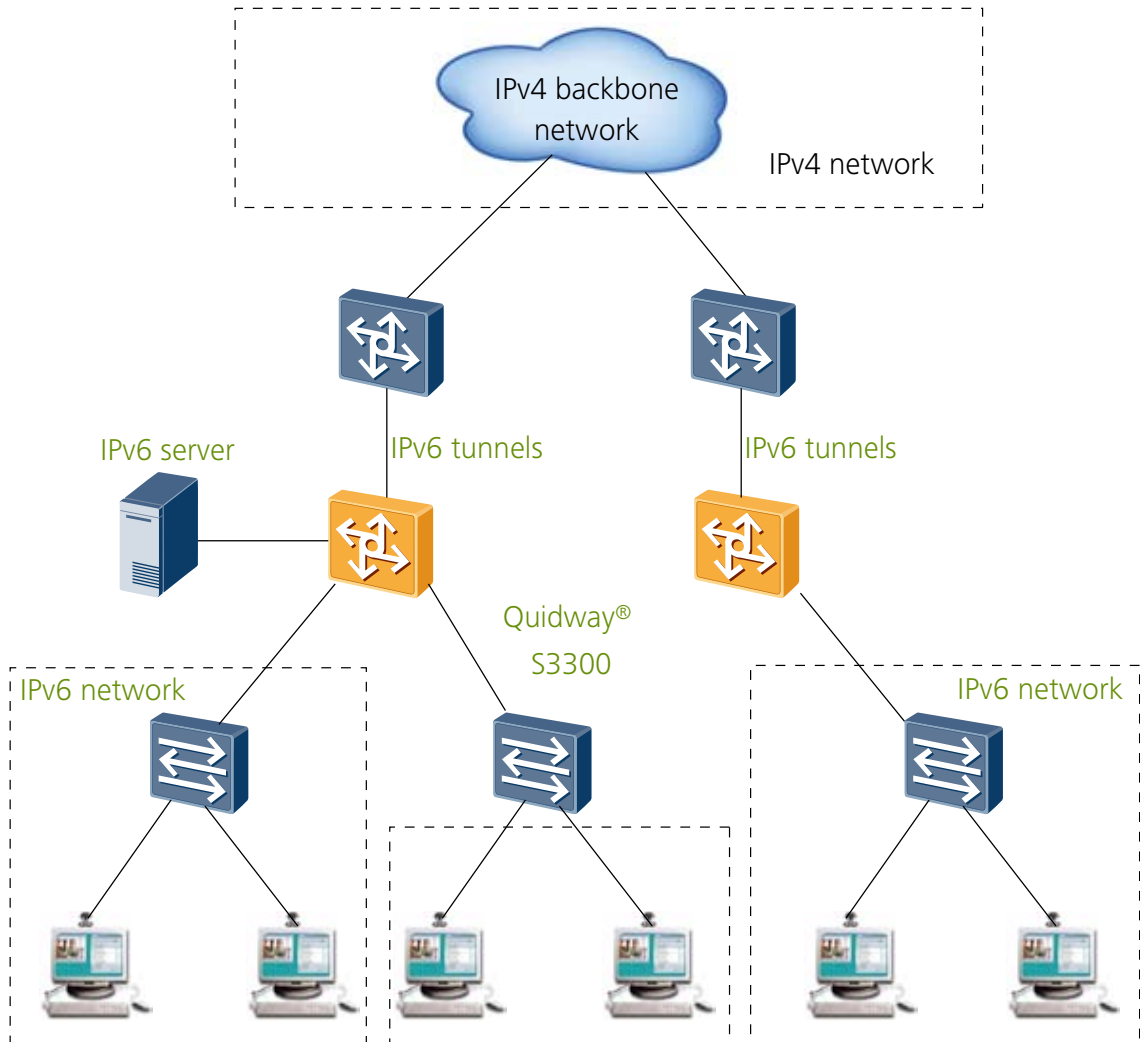 IPv4 backbone
network
IPv4 network
IPv6 server
IPv6 tunnels
IPv6 tunnels
Quidway®
S3300
IPv6 network
IPv6 network